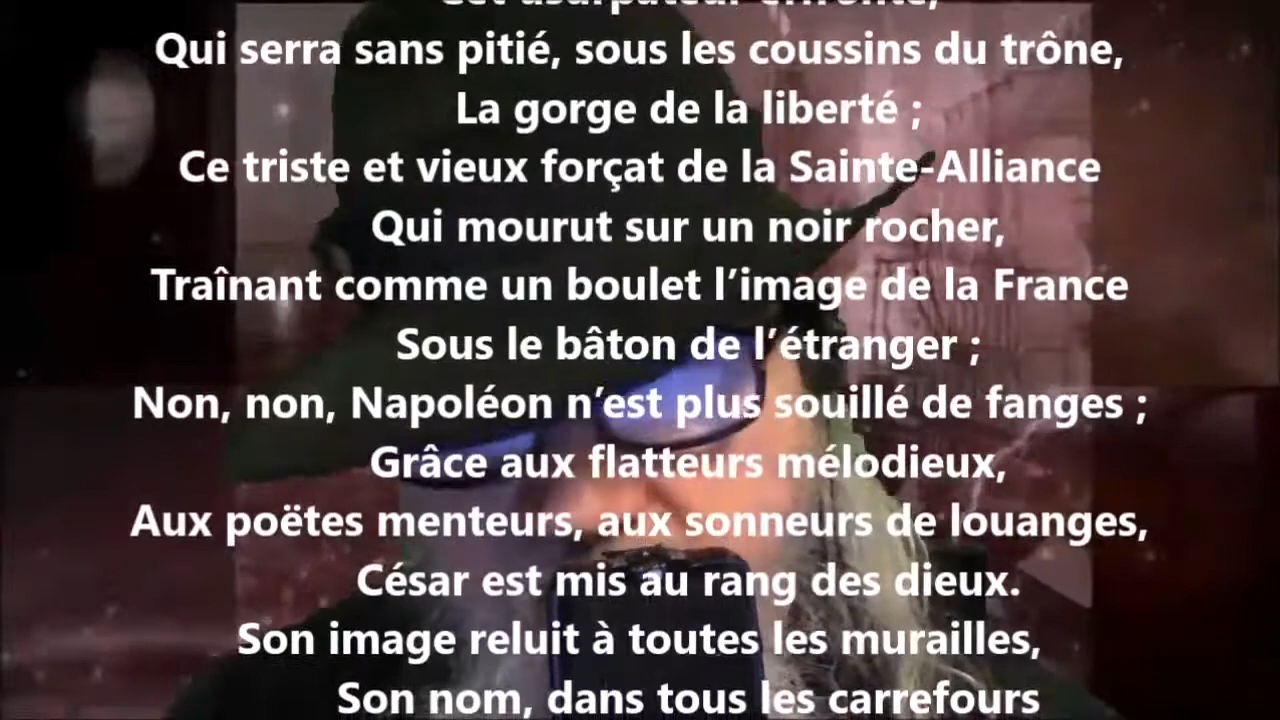 Cet usurpateur effronté,
Qui serra sans pitié, sous les coussins du trône,
La gorge de la liberté ;
Ce triste et vieux forçat de la Sainte-Alliance
Qui mourut sur un noir rocher,
Traînant comme un boulet l’image de la France
Sous le bâton de l’étranger ;
Non, non, Napoléon n’est plus souillé de fanges ;
Grâce aux flatteurs mélodieux,
Aux poëtes menteurs, aux sonneurs de louanges,
César est mis au rang des dieux.
Son image reluit à toutes les murailles,
Son nom, dans tous les carrefours